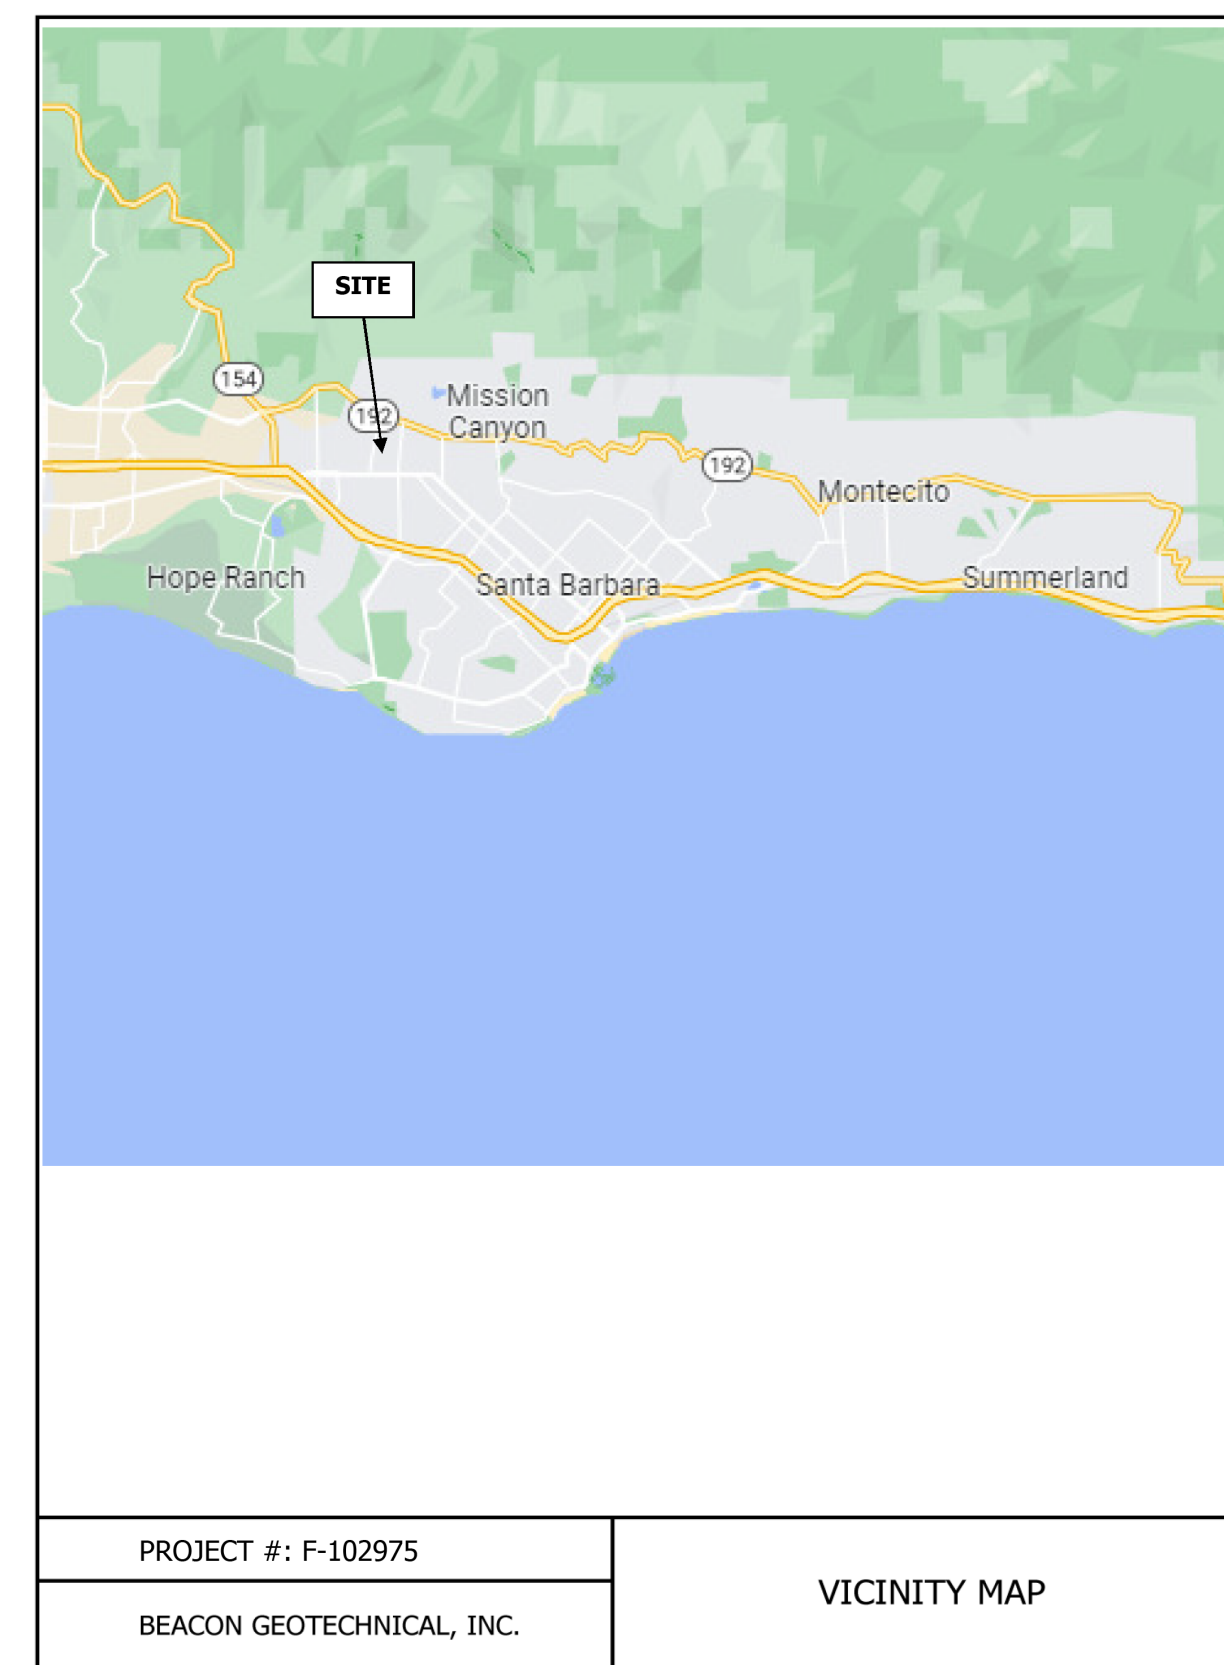 SITE
154
Mission
192
Canyon
192
Montecito
Hope Ranch
Santa Barbara
Summerland
PROJECT #: F-102975
VICINITY MAP
BEACON GEOTECHNICAL, INC.